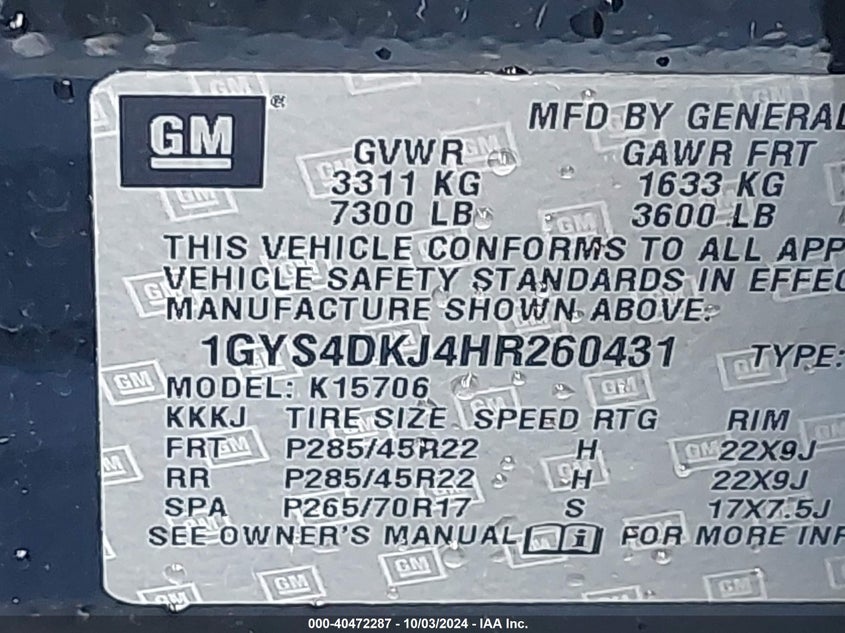 GM ®
MFD BY GENERAL
GVWR GAWR FRT
3311 KG 1633 KG
7300 LB 3600 LB
THIS VEHICLE CONFORMS TO ALL APP
VEHICLE SAFETY STANDARDS IN EFFEC
MANUFACTURE SHOWN ABOVE.
1GYS4DKJ4HR260431 TYPE:
MODEL: K15706
KKKJ TIRE SIZE SPEED RTG RIM
FRT P285/45R22 H 22X9J
RR P285/45R22 H 22X9J
SPA P265/70R17 S 17X7.5J
SEE OWNER'S MANUAL i FOR MORE INF
000-40472287 - 10/03/2024 - IAA Inc.